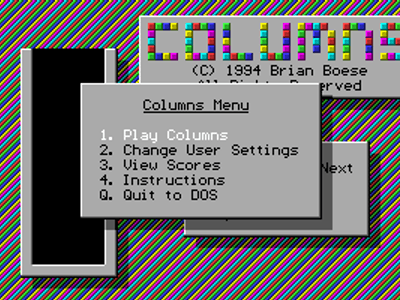 COLUMNS
(C) 1994 Brian Boese
All Rights Reserved
Columns Menu
1. Play Columns
2. Change User Settings
3. View Scores
4. Instructions
Q. Quit to DOS
Next